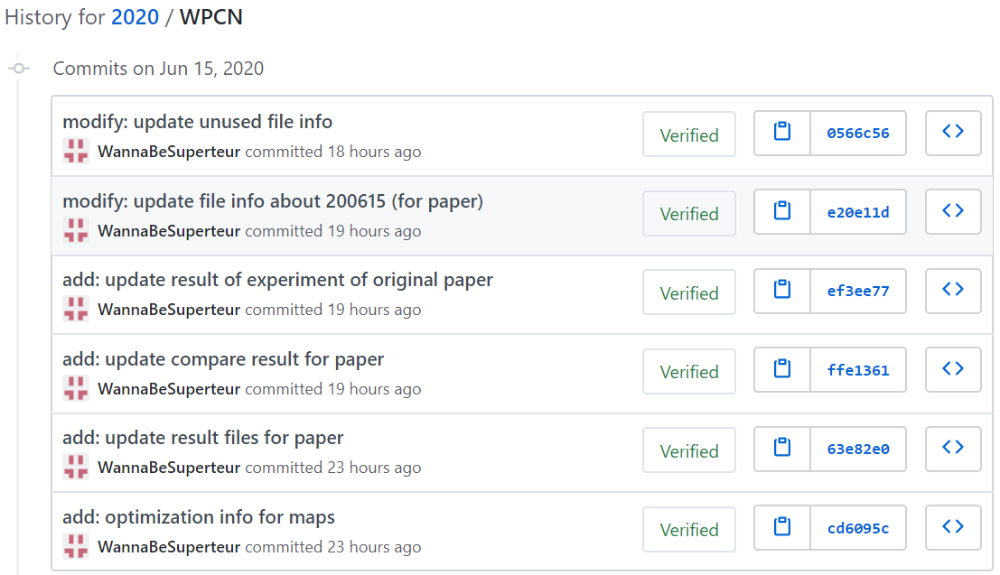 History for 2020 / WPCN
Commits on Jun 15, 2020
modify: update unused file info
WannaBeSuperteur committed 18 hours ago
Verified
0566c56
modify: update file info about 200615 (for paper)
WannaBeSuperteur committed 19 hours ago
Verified
e20e11d
add: update result of experiment of original paper
WannaBeSuperteur committed 19 hours ago
Verified
ef3ee77
add: update compare result for paper
WannaBeSuperteur committed 19 hours ago
Verified
ffe1361
add: update result files for paper
WannaBeSuperteur committed 23 hours ago
Verified
63e82e0
add: optimization info for maps
WannaBeSuperteur committed 23 hours ago
Verified
cd6095c